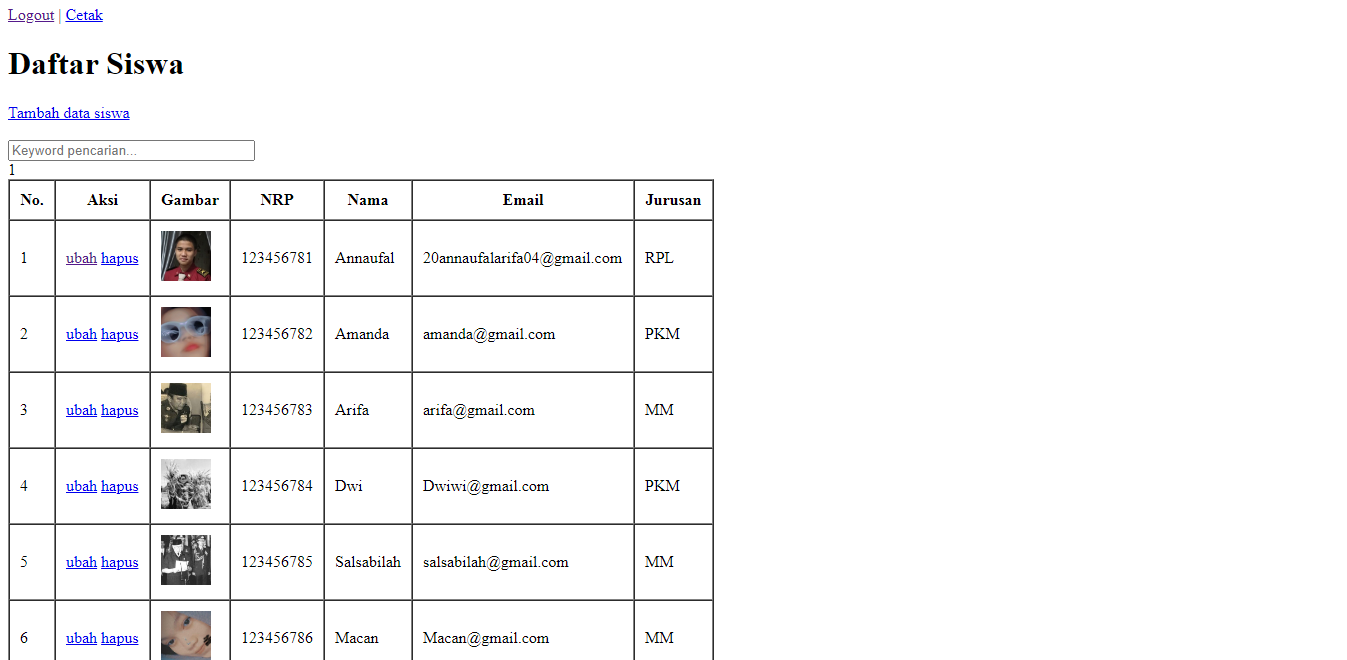 Logout | Cetak
Daftar Siswa
Tambah data siswa
Keyword pencarian...
1
No. Aksi Gambar NRP Nama Email Jurusan
1 ubah hapus 123456781 Annaufal 20annaufalarifa04@gmail.com RPL
2 ubah hapus 123456782 Amanda amanda@gmail.com PKM
3 ubah hapus 123456783 Arifa arifa@gmail.com MM
4 ubah hapus 123456784 Dwi Dwiwi@gmail.com PKM
5 ubah hapus 123456785 Salsabilah salsabilah@gmail.com MM
6 ubah hapus 123456786 Macan Macan@gmail.com MM